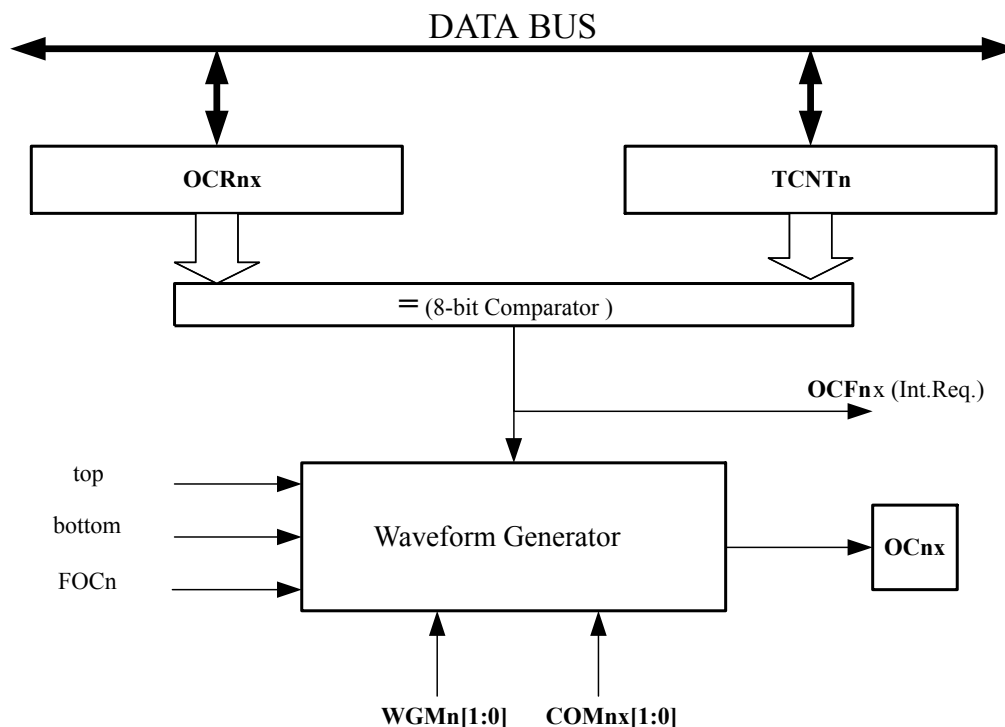 DATA BUS
OCRnx
TCNTn
= (8-bit Comparator )
OCFnx (Int.Req.)
top
bottom
FOCn
Waveform Generator
OCnx
WGMn[1:0]
COMnx[1:0]